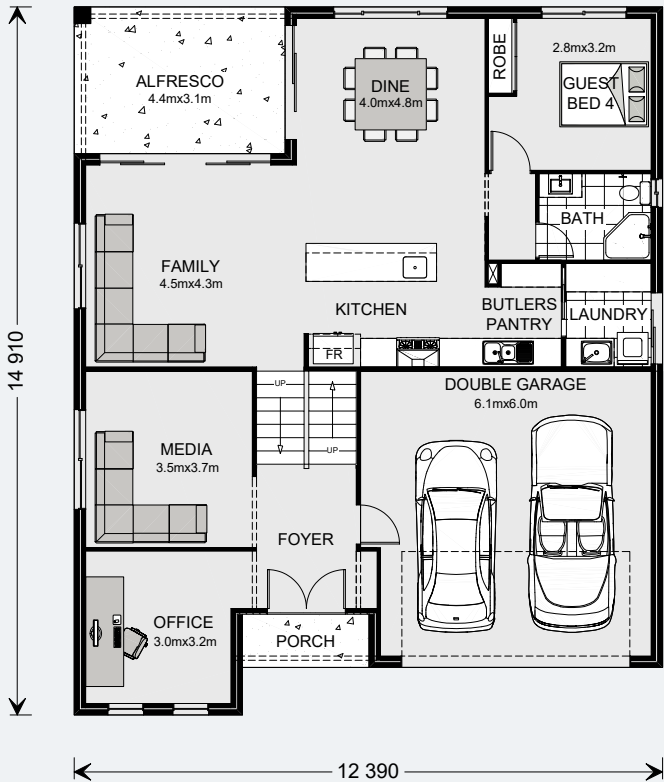 ALFRESCO
4.4mx3.1m
DINE
4.0mx4.8m
ROBE
2.8mx3.2m
GUEST
BED 4
BATH
FAMILY
4.5mx4.3m
KITCHEN
BUTLERS
PANTRY
LAUNDRY
FR
14 910
UP
UP
DOUBLE GARAGE
6.1mx6.0m
MEDIA
3.5mx3.7m
FOYER
OFFICE
3.0mx3.2m
PORCH
12 390